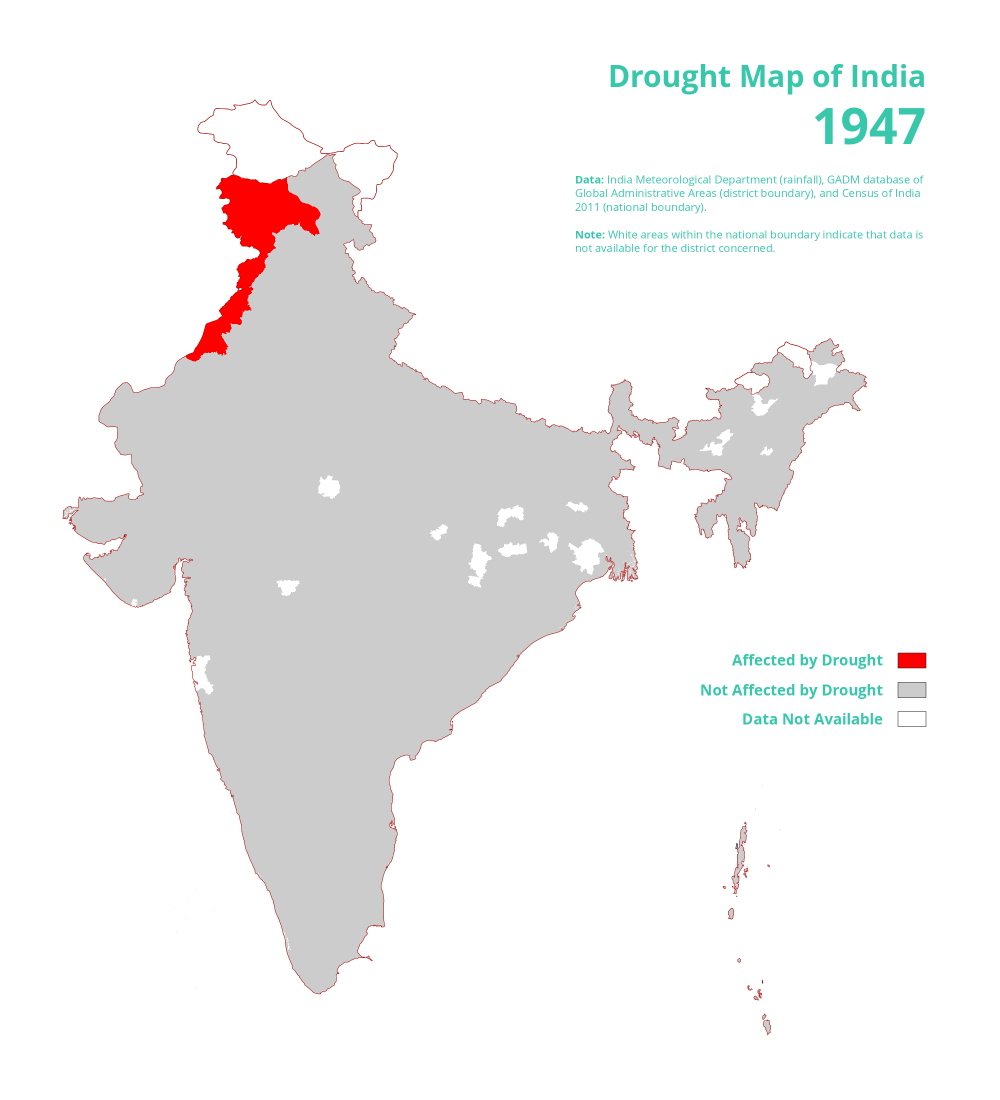 Drought Map of India
1947
Data: India Meteorological Department (rainfall), GADM database of
Global Administrative Areas (district boundary), and Census of India
2011 (national boundary).
Note: White areas within the national boundary indicate that data is
not available for the district concerned.
Affected by Drought
Not Affected by Drought
Data Not Available